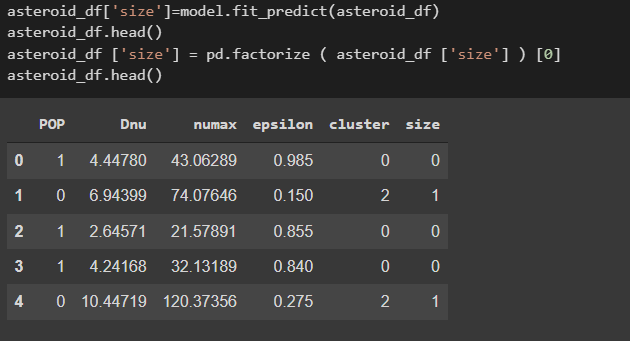 asteroid_df['size']=model.fit_predict(asteroid_df)
asteroid_df.head()
asteroid_df ['size'] = pd.factorize ( asteroid_df ['size'] ) [0]
asteroid_df.head()
POP Dnu numax epsilon cluster size
0 1 4.44780 43.06289 0.985 0 0
1 0 6.94399 74.07646 0.150 2 1
2 1 2.64571 21.57891 0.855 0 0
3 1 4.24168 32.13189 0.840 0 0
4 0 10.44719 120.37356 0.275 2 1